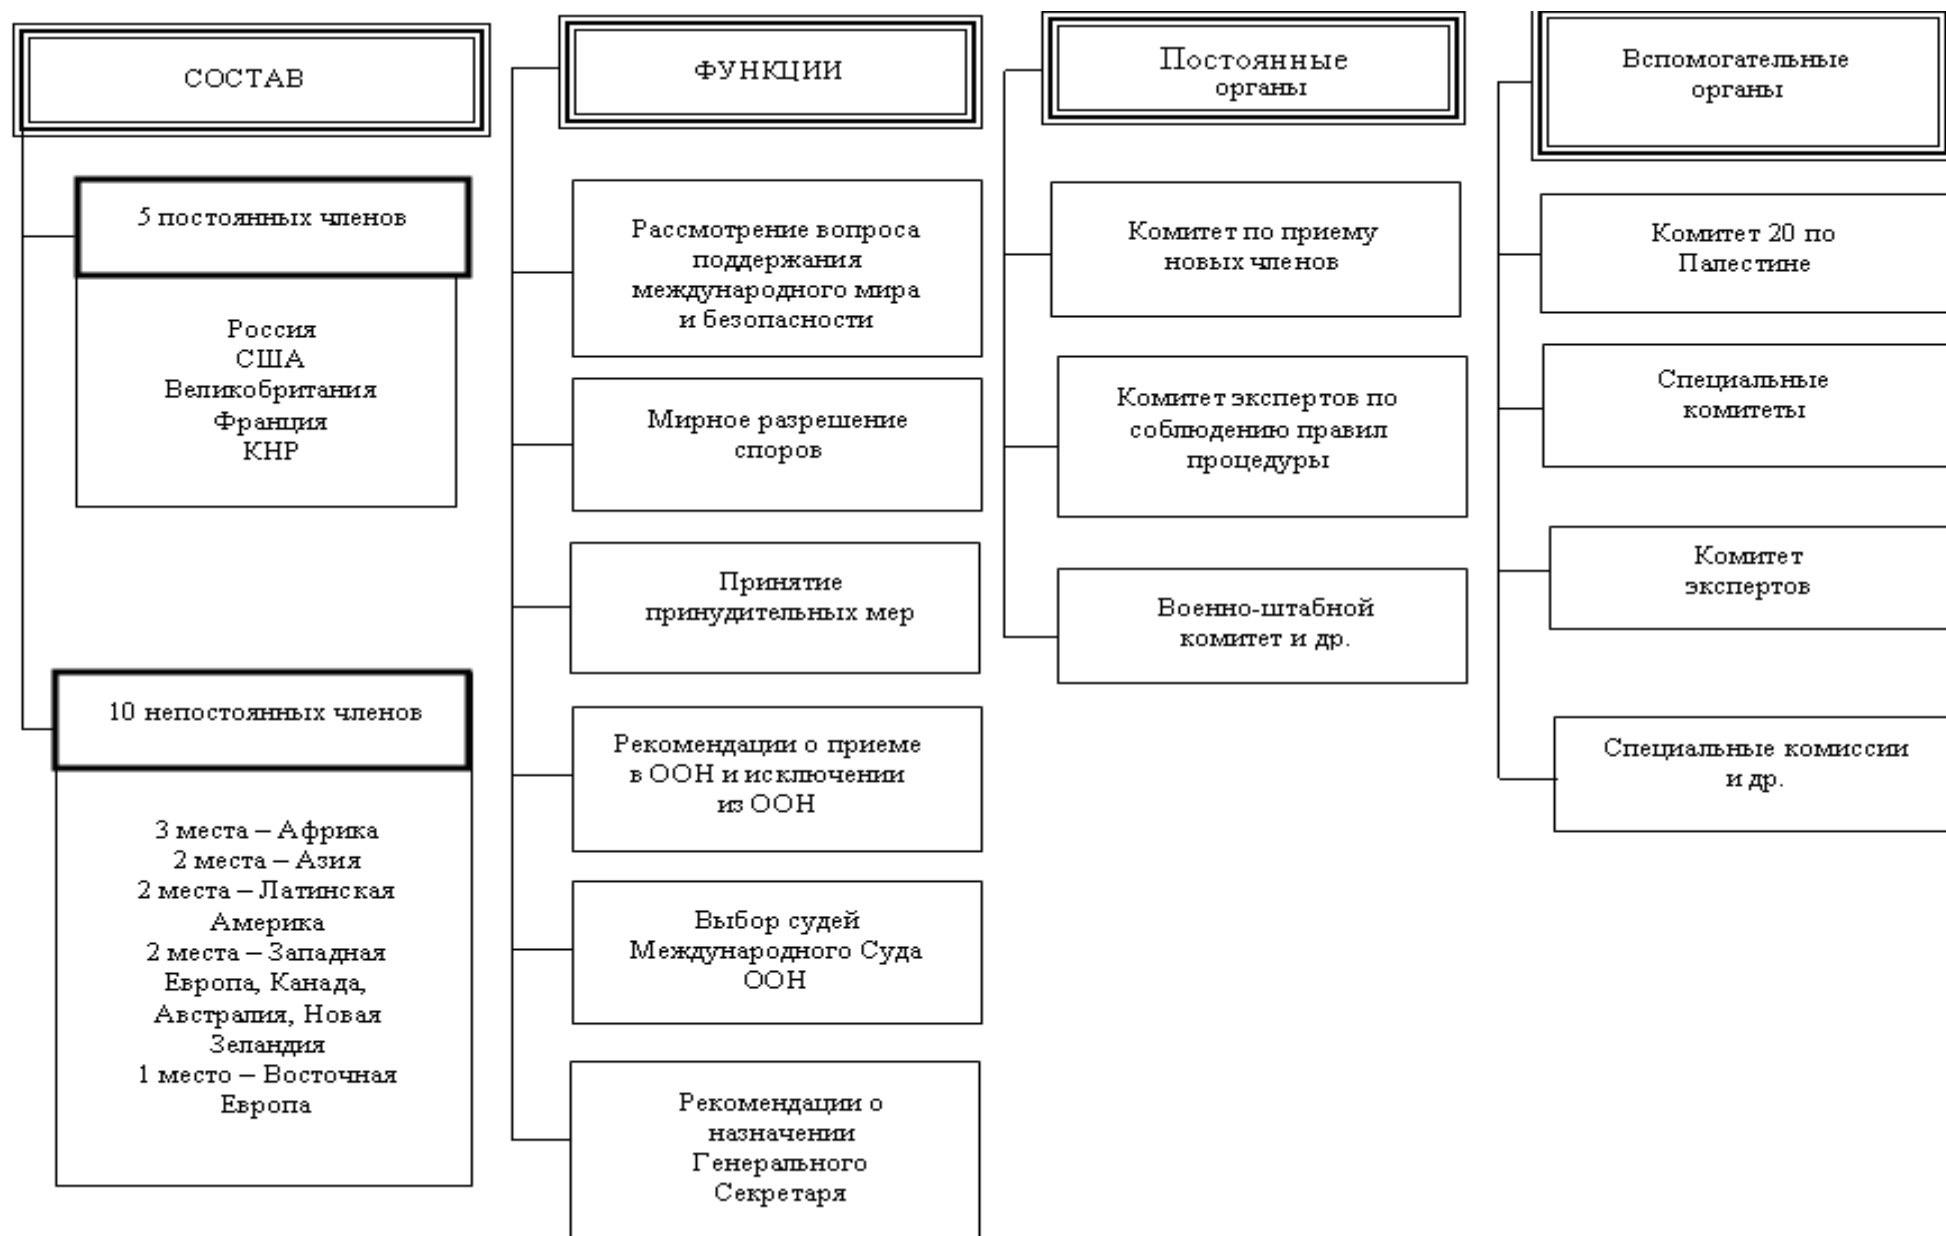 СОСТАВ
5 постоянных членов
Россия
США
Великобритания
Франция
КНР
10 непостоянных членов
3 места – Африка
2 места – Азия
2 места – Латинская
Америка
2 места – Западная
Европа, Канада,
Австралия, Новая
Зеландия
1 место – Восточная
Европа
ФУНКЦИИ
Рассмотрение вопроса
поддержания
международного мира
и безопасности
Мирное разрешение
споров
Принятие
принудительных мер
Рекомендации о приеме
в ООН и исключении
из ООН
Выбор судей
Международного Суда
ООН
Рекомендации о
назначении
Генерального
Секретаря
Постоянные
органы
Комитет по приему
новых членов
Комитет экспертов по
соблюдению правил
процедуры
Военно-штабной
комитет и др.
Вспомогательные
органы
Комитет 20 по
Палестине
Специальные
комитеты
Комитет
экспертов
Специальные комиссии
и др.